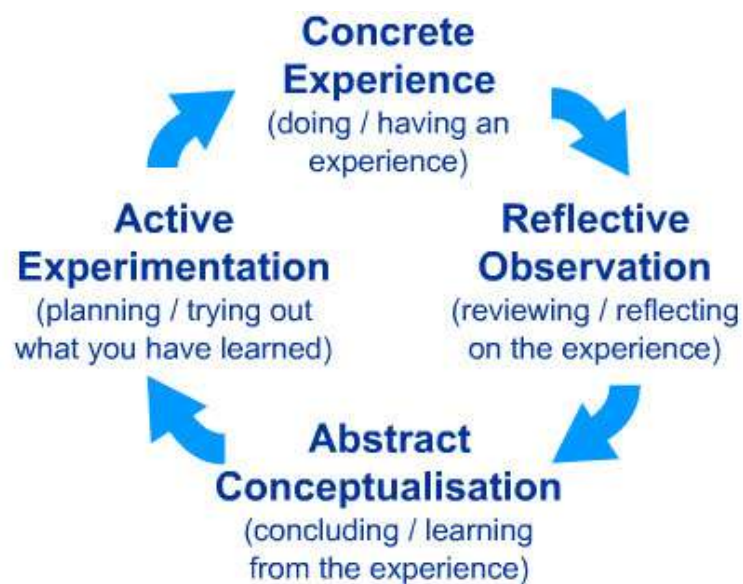 Concrete
Experience
(doing / having an
experience)
Reflective
Observation
(reviewing / reflecting
on the experience)
Abstract
Conceptualisation
(concluding / learning
from the experience)
Active
Experimentation
(planning / trying out
what you have learned)